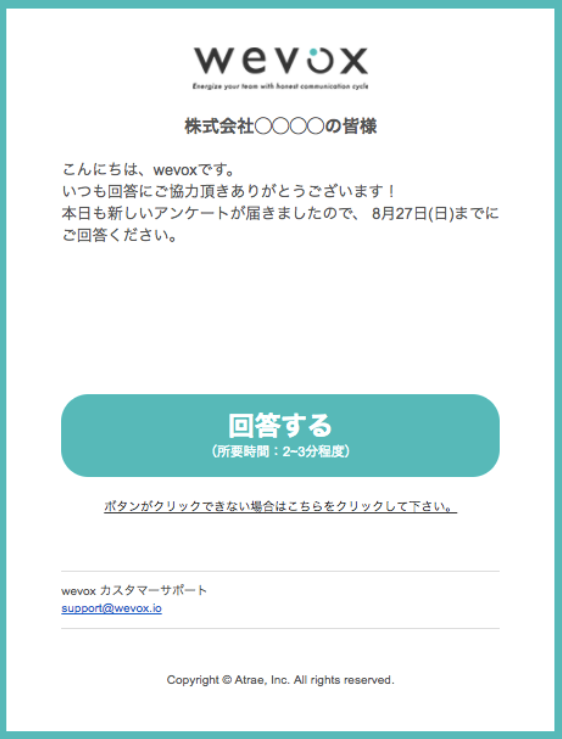 wevox
Energize your team with honest communication cycle
株式会社◯◯◯◯の皆様
こんにちは、wevoxです。
いつも回答にご協力頂きありがとうございます！
本日も新しいアンケートが届きましたので、 8月27日(日)までに
ご回答ください。
回答する
（所要時間：2~3分程度）
ボタンがクリックできない場合はこちらをクリックして下さい。
wevox カスタマーサポート
support@wevox.io
Copyright © Atrae, Inc. All rights reserved.